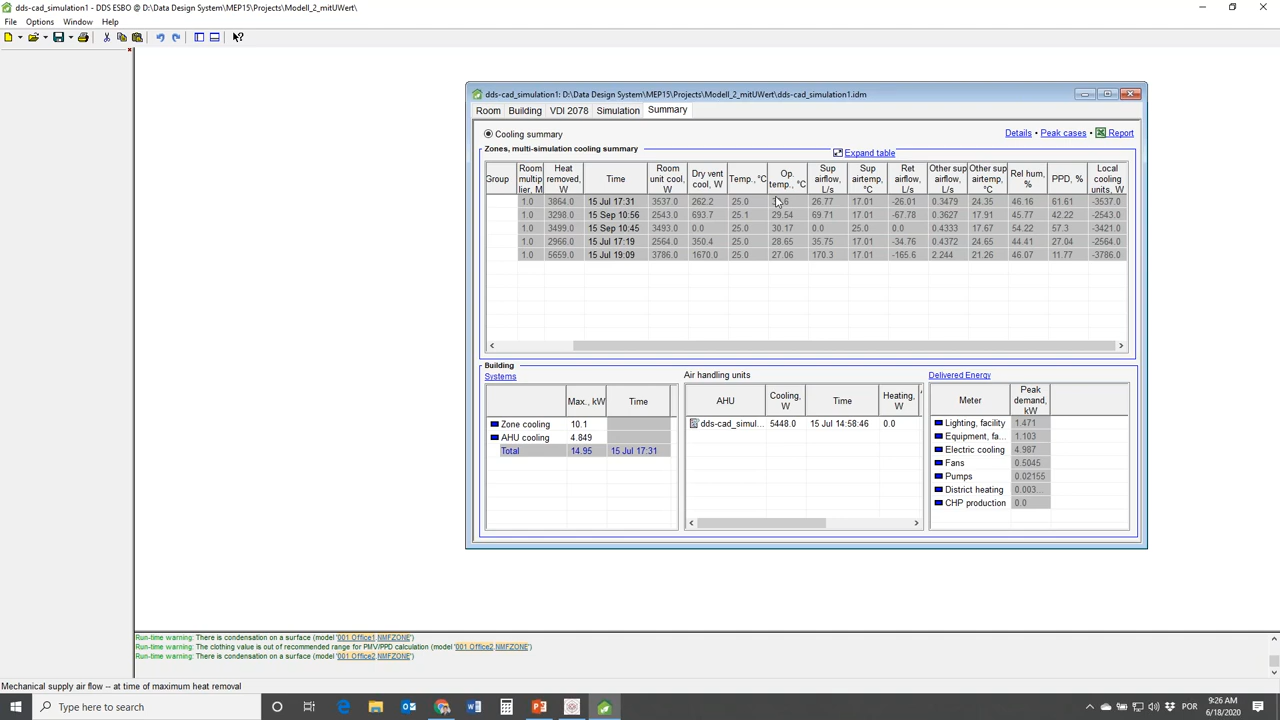 dds-cad_simulation1 - DDS ESBO @ D:\Data Design System\MEP15\Projects\Modell_2_mitUWert\
File Options Window Help
dds-cad_simulation1: D:\Data Design System\MEP15\Projects\Modell_2_mitUWert\dds-cad_simulation1.idm
Room Building VDI 2078 Simulation Summary
Cooling summary Details • Peak cases • Report
Zones, multi-simulation cooling summary Expand table
Group Room multip lier, M Heat removed, W Time Room unit cool, W Dry vent cool, W Temp.,°C Op. temp., °C Sup airflow, L/s Sup airtemp, °C Ret airflow, L/s Other sup airflow, L/s Other sup airtemp, °C Rel hum, % PPD, % Local cooling units, W
1.0 3864.0 15 Jul 17:31 3537.0 262.2 25.0 26.77 17.01 -26.01 0.3479 24.35 46.16 61.61 -3537.0
1.0 3298.0 15 Sep 10:56 2543.0 693.7 25.1 29.54 69.71 17.01 -67.78 0.3628 17.91 45.77 42.22 -2543.0
1.0 3499.0 15 Sep 10:45 3493.0 0.0 25.0 30.17 0.0 25.0 0.0 0.4333 17.67 54.22 57.3 -3421.0
1.0 2966.0 15 Jul 17:19 2564.0 350.4 25.0 28.65 35.75 17.01 -34.76 0.4372 24.65 44.41 27.04 -2564.0
1.0 5659.0 15 Jul 19:09 3786.0 1670.0 25.0 27.06 170.3 17.01 -165.6 2.244 21.26 46.07 11.77 -3786.0
Building
Systems
Max., kW Time
Zone cooling 10.1
AHU cooling 4.849
Total 14.95 15 Jul 17:31
Air handling units
AHU Cooling, W Time Heating, W
dds-cad_simul... 5448.0 15 Jul 14:58:46 0.0
Delivered Energy
Meter Peak demand, kW
Lighting, facility 1.471
Equipment, fa... 1.103
Electric cooling 4.987
Fans 0.5045
Pumps 0.02155
District heating 0.003...
CHP production 0.0
Run-time warning: There is condensation on a surface (model '001 Office1.NMFZONE')
Run-time warning: The clothing value is out of recommended range for PMV/PPD calculation (model '001 Office2.NMFZONE')
Run-time warning: There is condensation on a surface (model '001 Office2.NMFZONE')
Mechanical supply air flow -- at time of maximum heat removal
Type here to search
POR
9:26 AM
6/18/2020